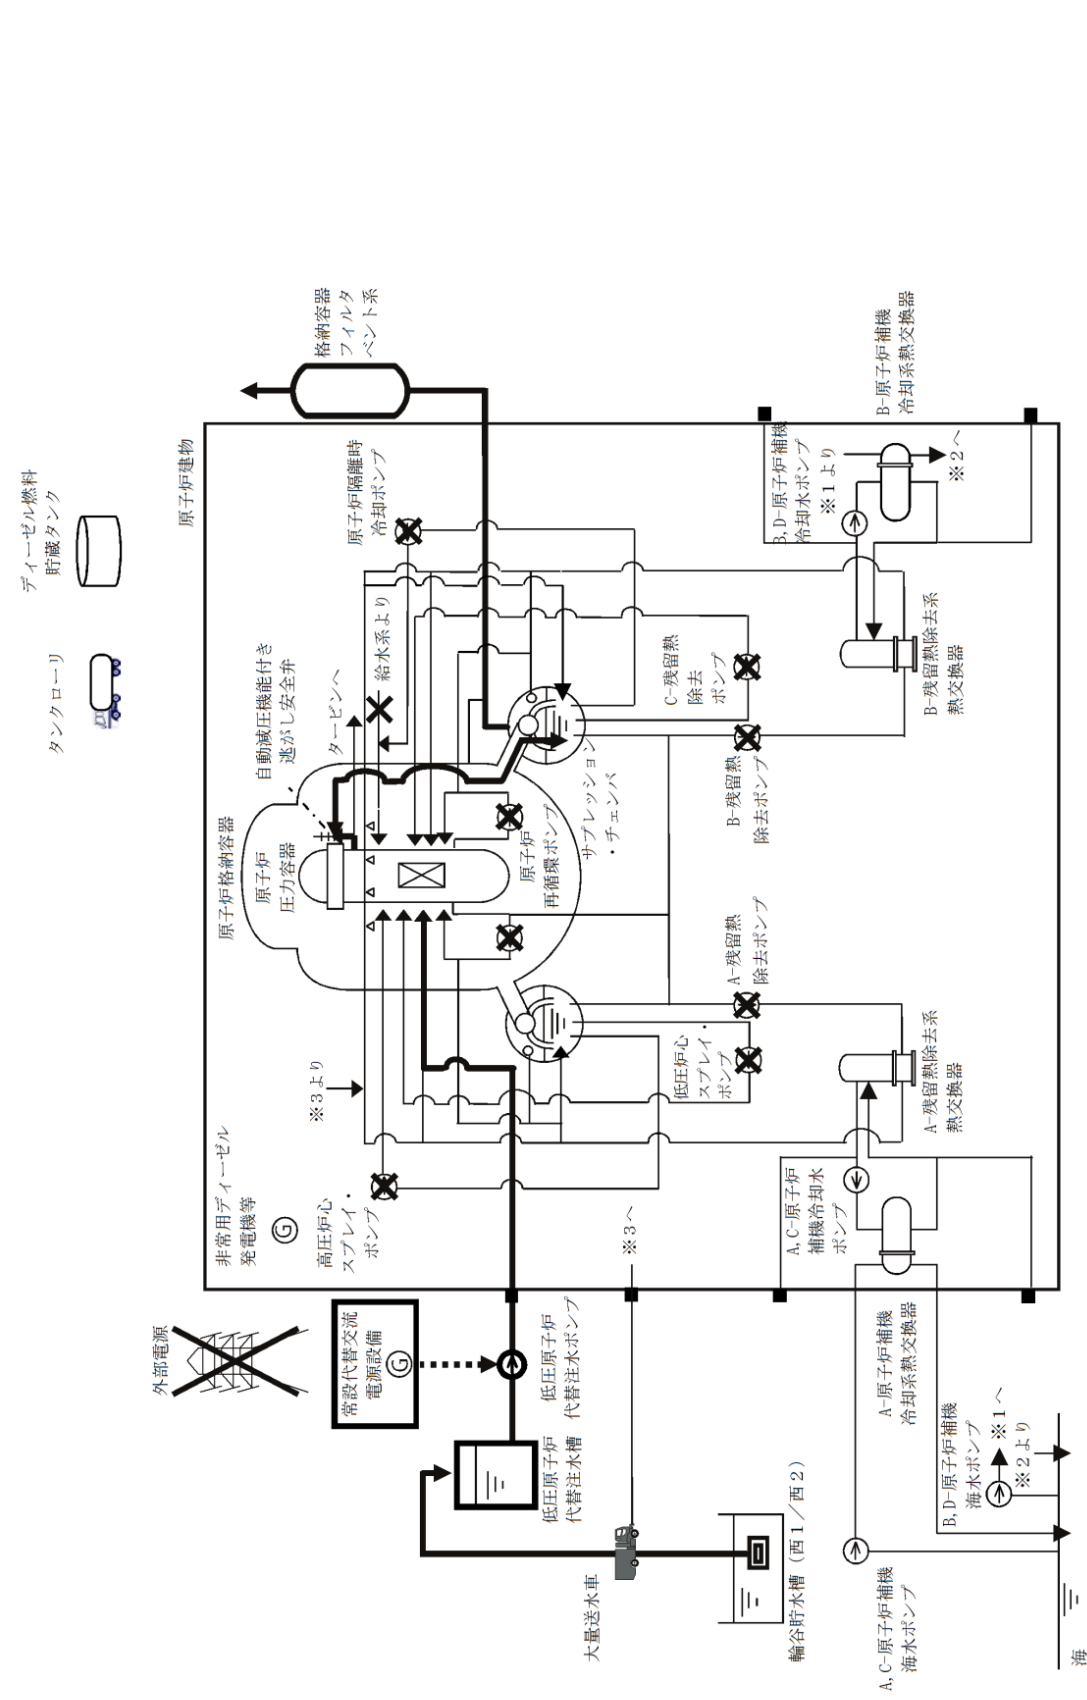 外部電源
常設代替交流
電源設備
G
低圧原子炉
代替注水ポンプ
低圧原子炉
代替注水槽
大量送水車
輪谷貯水槽（西１／西２）
A,C-原子炉補機
海水ポンプ
B,D-原子炉補機
海水ポンプ
※１へ
※２より
海
A-原子炉補機
冷却系熱交換器
非常用ディーゼル
発電機等
G
高圧炉心
スプレイ・
ポンプ
※３より
※３へ
A,C-原子炉
補機冷却水
ポンプ
低圧炉心
スプレイ・
ポンプ
A-残留熱除去系
熱交換器
A-残留熱
除去ポンプ
原子炉格納容器
原子炉
圧力容器
原子炉
再循環ポンプ
サプレッション
・チェンバ
自動減圧機能付き
逃がし安全弁
タービンへ
給水系より
B-残留熱
除去ポンプ
C-残留熱
除去
ポンプ
B-残留熱除去系
熱交換器
原子炉隔離時
冷却ポンプ
原子炉建物
B,D-原子炉補機
冷却水ポンプ
※１より
※２へ
B-原子炉補機
冷却系熱交換器
格納容器
フィルタ
ベント系
タンクローリ
ディーゼル燃料
貯蔵タンク